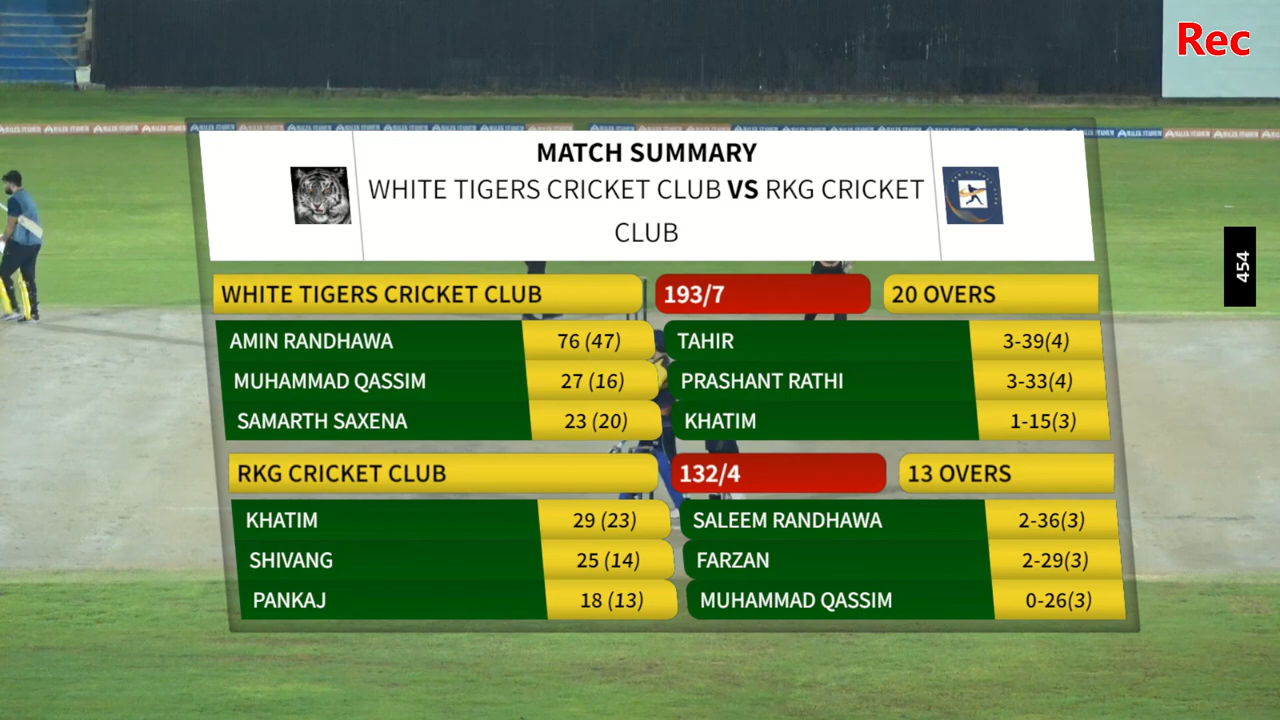 Rec
MATCH SUMMARY
WHITE TIGERS CRICKET CLUB VS RKG CRICKET
CLUB
454
WHITE TIGERS CRICKET CLUB 193/7 20 OVERS
AMIN RANDHAWA 76 (47) TAHIR 3-39(4)
MUHAMMAD QASSIM 27 (16) PRASHANT RATHI 3-33(4)
SAMARTH SAXENA 23 (20) KHATIM 1-15(3)
RKG CRICKET CLUB 132/4 13 OVERS
KHATIM 29 (23) SALEEM RANDHAWA 2-36(3)
SHIVANG 25 (14) FARZAN 2-29(3)
PANKAJ 18 (13) MUHAMMAD QASSIM 0-26(3)